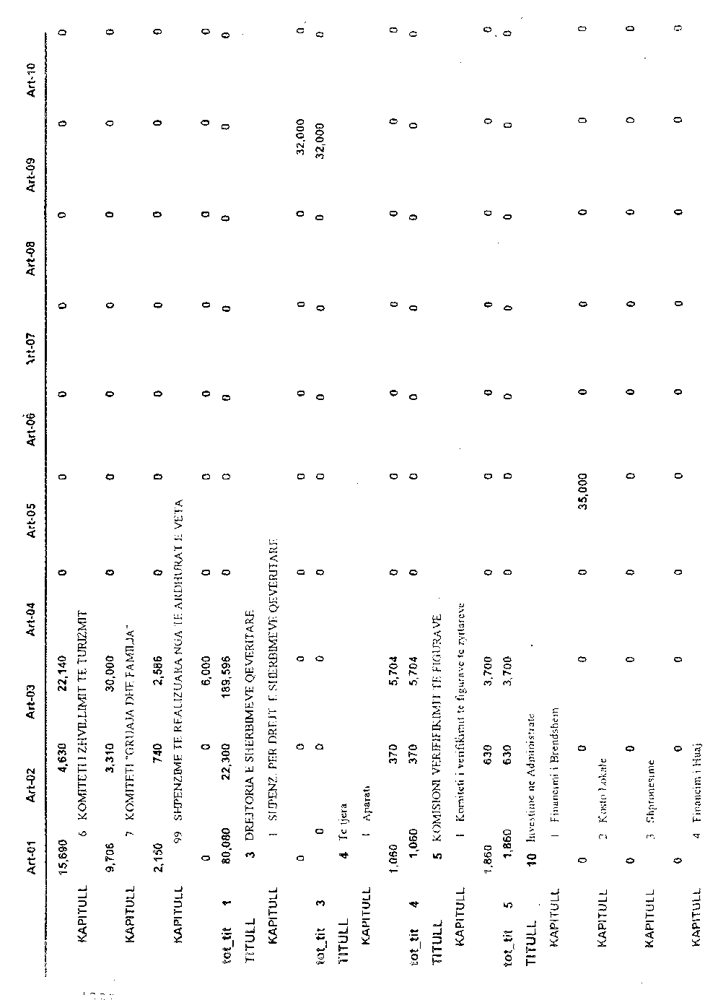 Art-01 Art-02 Art-03 Art-04 Art-05 Art-06 Art-07 Art-08 Art-09 Art-10
15,690 4,630 22,140 0 0 0 0 0 0 0
KAPITULL 6 KOMITETI I ZHVILLIMIT TE TURIZMIT
9,706 3,310 30,000 0 0 0 0 0 0 0
KAPITULL 7 KOMITETI "GRUAJA DHE FAMILJA"
2,150 740 2,586 0 0 0 0 0 0 0
KAPITULL 99 SHPENZIME TE REALIZUARA NGA TE ARDHURAT E VETA
0 0 6,000 0 0 0 0 0 0 0
tot_tit 1 80,080 22,300 189,596 0 0 0 0 0 0 0
TITULL 3 DREJTORIA E SHERBIMEVE QEVERITARE
KAPITULL 1 SHPENZ. PER DREJT E SHERBIMEVE QEVERITARE
0 0 0 0 0 0 0 0 32,000 0
tot_tit 3 0 0 0 0 0 0 0 0 32,000 0
TITULL 4 Te tjera
KAPITULL 1 Aparati
1,060 370 5,704 0 0 0 0 0 0 0
tot_tit 4 1,060 370 5,704 0 0 0 0 0 0 0
TITULL 5 KOMISIONI VERIFIFIKIMIT TE FIGURAVE
KAPITULL 1 Komiteti i verifikimit te figurave te zyrtareve
1,860 630 3,700 0 0 0 0 0 0 0
tot_tit 5 1,860 630 3,700 0 0 0 0 0 0 0
TITULL 10 Investime ne Administrate
KAPITULL 1 Financimi i Brendshem
0 0 0 0 35,000 0 0 0 0 0
KAPITULL 2 Kosto Lokale
0 0 0 0 0 0 0 0 0 0
KAPITULL 3 Shpronesime
0 0 0 0 0 0 0 0 0 0
KAPITULL 4 Financim i Huaj